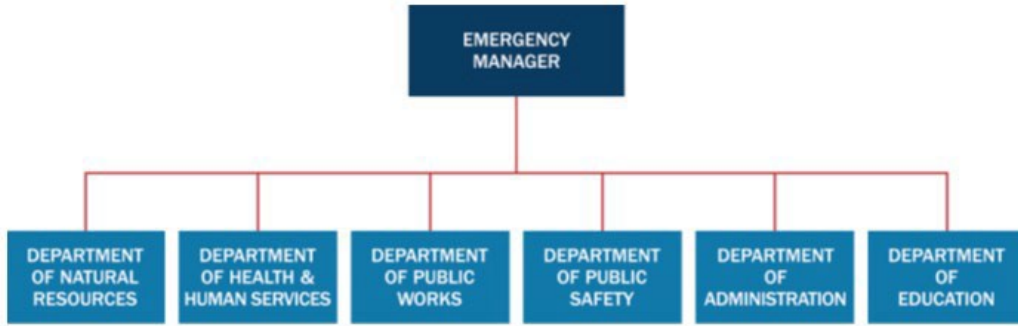 EMERGENCY
MANAGER
DEPARTMENT
OF NATURAL
RESOURCES
DEPARTMENT
OF HEALTH &
HUMAN SERVICES
DEPARTMENT
OF PUBLIC
WORKS
DEPARTMENT
OF PUBLIC
SAFETY
DEPARTMENT
OF
ADMINISTRATION
DEPARTMENT
OF
EDUCATION